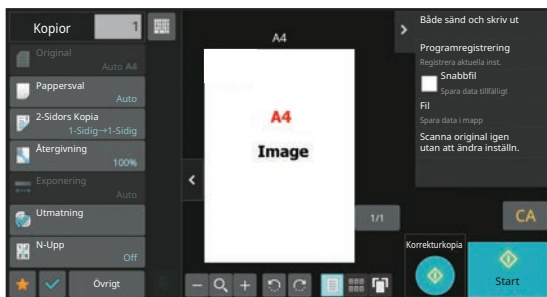 Kopior 1
Original
Auto A4
Pappersval
Auto
2-Sidors Kopia
1-Sidig→1-Sidig
Återgivning
100%
Exponering
Auto
Utmatning
N-Upp
Off
Övrigt
A4
A4
Image
1/1
Både sänd och skriv ut
Programregistrering
Registrera aktuella inst.
Snabbfil
Spara data tillfälligt
Fil
Spara data i mapp
Scanna original igen
utan att ändra inställn.
CA
Korrekturkopia
Start